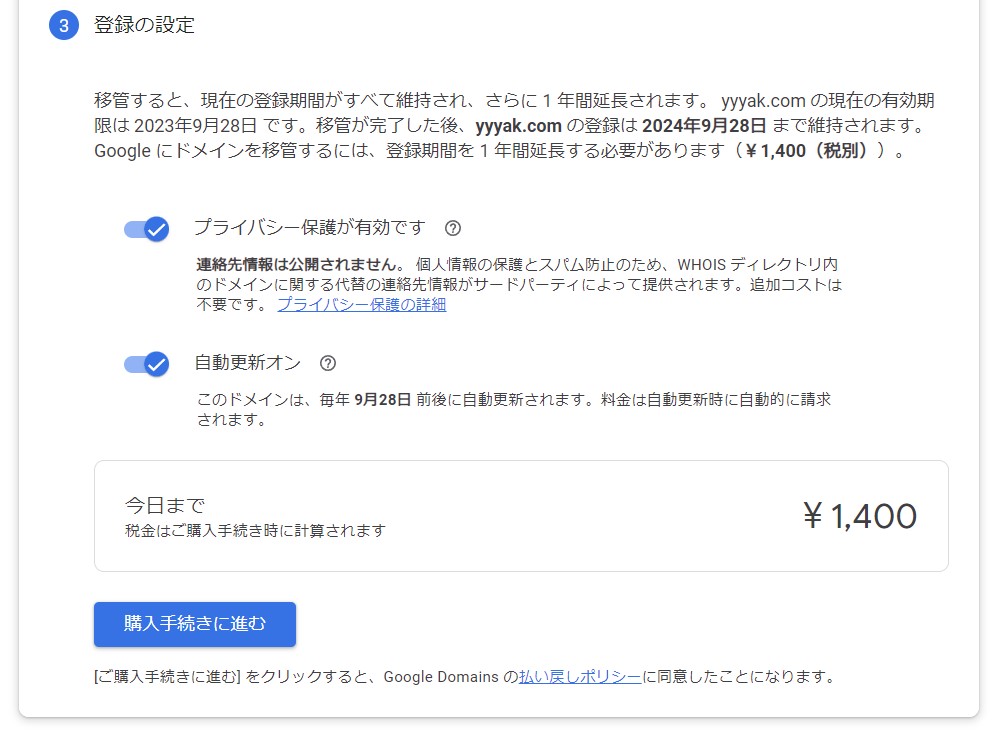 3 登録の設定
移管すると、現在の登録期間がすべて維持され、さらに 1 年間延長されます。 yyyak.com の現在の有効期
限は 2023年9月28日 です。移管が完了した後、yyyak.com の登録は 2024年9月28日 まで維持されます。
Google にドメインを移管するには、登録期間を 1 年間延長する必要があります（￥1,400（税別））。
プライバシー保護が有効です ?
連絡先情報は公開されません。 個人情報の保護とスパム防止のため、WHOIS ディレクトリ内
のドメインに関する代替の連絡先情報がサードパーティによって提供されます。追加コストは
不要です。 プライバシー保護の詳細
自動更新オン ?
このドメインは、毎年 9月28日 前後に自動更新されます。料金は自動更新時に自動的に請求
されます。
今日まで
税金はご購入手続き時に計算されます
￥1,400
購入手続きに進む
[ご購入手続きに進む] をクリックすると、Google Domains の払い戻しポリシーに同意したことになります。